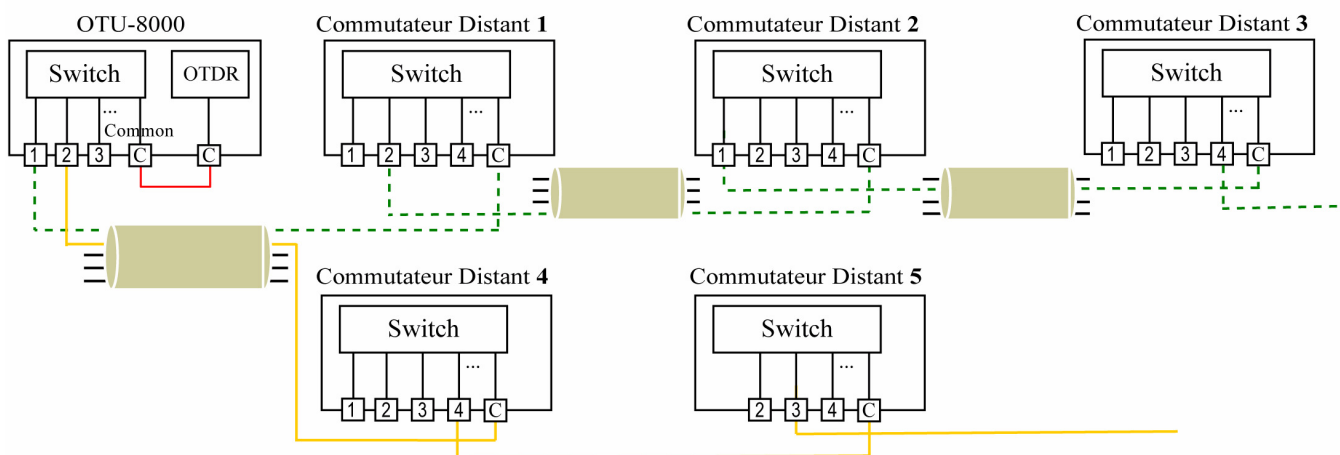 OTU-8000
Switch
OTDR
...
Common
1 2 3 C C
Commutateur Distant 1
Switch
...
1 2 3 4 C
Commutateur Distant 2
Switch
...
1 2 3 4 C
Commutateur Distant 3
Switch
...
1 2 3 4 C
Commutateur Distant 4
Switch
...
1 2 3 4 C
Commutateur Distant 5
Switch
...
2 3 4 C